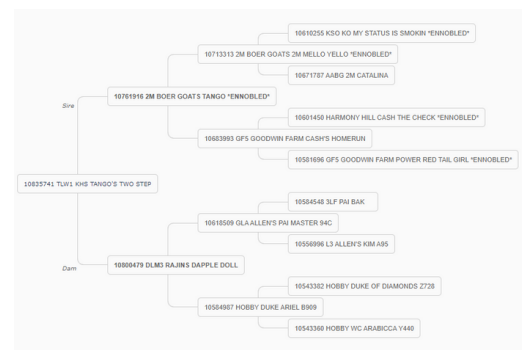 10610255 KSO KO MY STATUS IS SMOKIN *ENNOBLED*
10713313 2M BOER GOATS 2M MELLO YELLO *ENNOBLED*
10671787 AABG 2M CATALINA
Sire
10761916 2M BOER GOATS TANGO *ENNOBLED*
10601450 HARMONY HILL CASH THE CHECK *ENNOBLED*
10683993 GF5 GOODWIN FARM CASH'S HOMERUN
10581696 GF5 GOODWIN FARM POWER RED TAIL GIRL *ENNOBLED*
10835741 TLW1 KHS TANGO'S TWO STEP
10584548 3LF PAI BAK
10618509 GLA ALLEN'S PAI MASTER 94C
10556996 L3 ALLEN'S KIM A95
Dam
10800479 DLM3 RAJINS DAPPLE DOLL
10543382 HOBBY DUKE OF DIAMONDS Z728
10584987 HOBBY DUKE ARIEL B909
10543360 HOBBY WC ARABICCA Y440